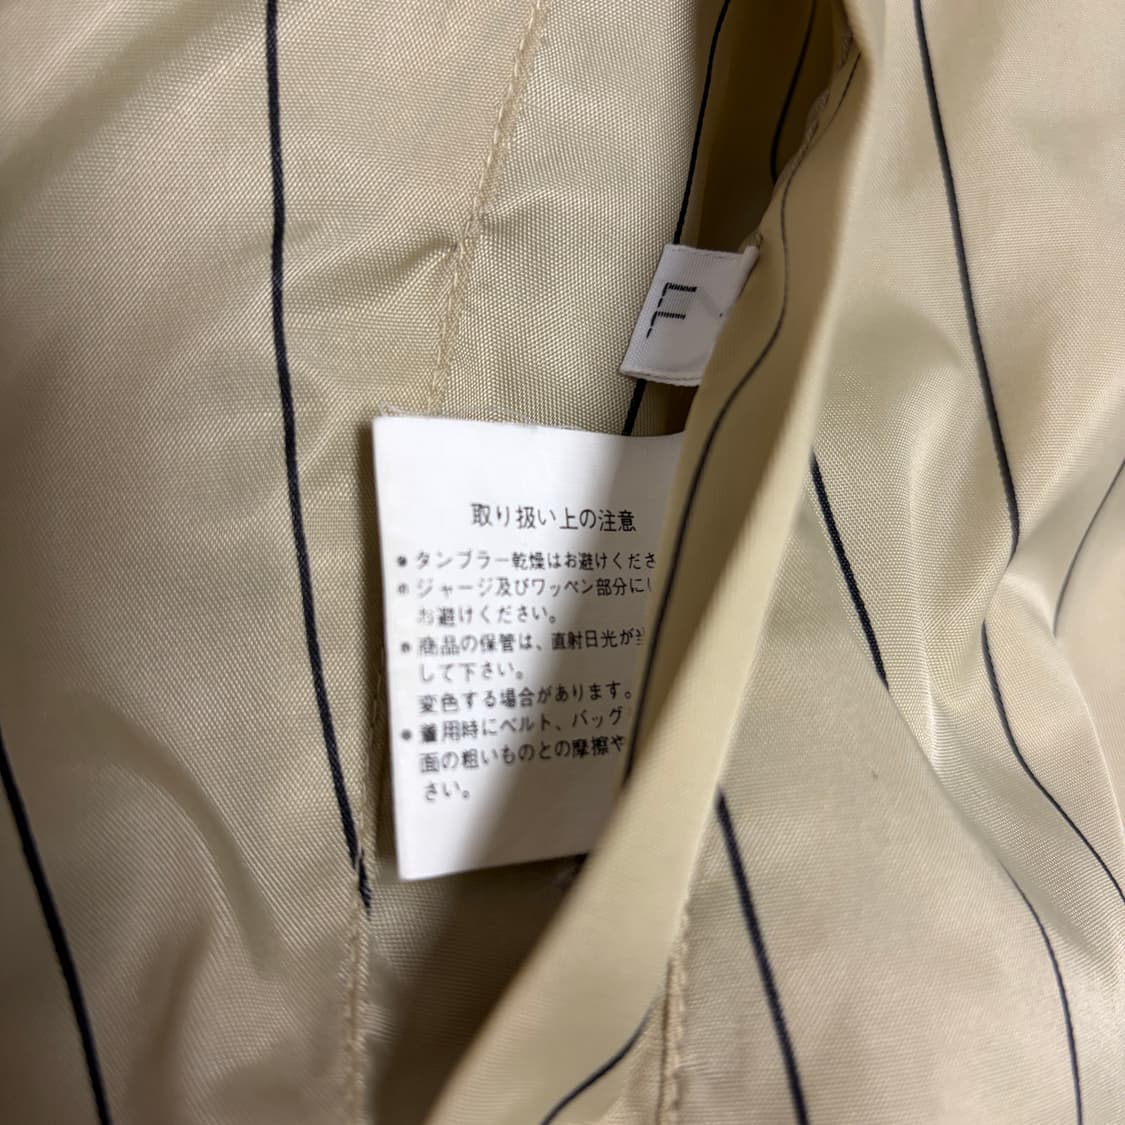 LL
取り扱い上の注意
● タンブラー乾燥はお避けくださ
● ジャージ及びワッペン部分に
お避けください。
● 商品の保管は、直射日光が
して下さい。
変色する場合があります。
● 着用時にベルト、バッグ
面の粗いものとの摩擦や
さい。